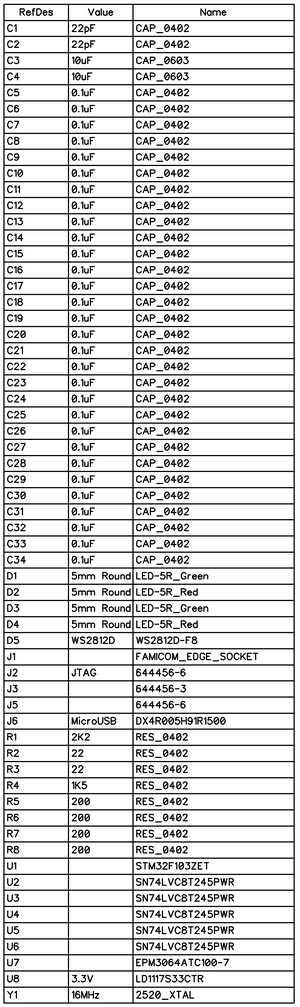 RefDes Value Name
C1 22pF CAP_0402
C2 22pF CAP_0402
C3 10uF CAP_0603
C4 10uF CAP_0603
C5 0.1uF CAP_0402
C6 0.1uF CAP_0402
C7 0.1uF CAP_0402
C8 0.1uF CAP_0402
C9 0.1uF CAP_0402
C10 0.1uF CAP_0402
C11 0.1uF CAP_0402
C12 0.1uF CAP_0402
C13 0.1uF CAP_0402
C14 0.1uF CAP_0402
C15 0.1uF CAP_0402
C16 0.1uF CAP_0402
C17 0.1uF CAP_0402
C18 0.1uF CAP_0402
C19 0.1uF CAP_0402
C20 0.1uF CAP_0402
C21 0.1uF CAP_0402
C22 0.1uF CAP_0402
C23 0.1uF CAP_0402
C24 0.1uF CAP_0402
C25 0.1uF CAP_0402
C26 0.1uF CAP_0402
C27 0.1uF CAP_0402
C28 0.1uF CAP_0402
C29 0.1uF CAP_0402
C30 0.1uF CAP_0402
C31 0.1uF CAP_0402
C32 0.1uF CAP_0402
C33 0.1uF CAP_0402
C34 0.1uF CAP_0402
D1 5mm Round LED-5R_Green
D2 5mm Round LED-5R_Red
D3 5mm Round LED-5R_Green
D4 5mm Round LED-5R_Red
D5 WS2812D WS2812D-F8
J1 FAMICOM_EDGE_SOCKET
J2 JTAG 644456-6
J3 644456-3
J5 644456-6
J6 MicroUSB DX4R005H91R1500
R1 2K2 RES_0402
R2 22 RES_0402
R3 22 RES_0402
R4 1K5 RES_0402
R5 200 RES_0402
R6 200 RES_0402
R7 200 RES_0402
R8 200 RES_0402
U1 STM32F103ZET
U2 SN74LVC8T245PWR
U3 SN74LVC8T245PWR
U4 SN74LVC8T245PWR
U5 SN74LVC8T245PWR
U6 SN74LVC8T245PWR
U7 EPM3064ATC100-7
U8 3.3V LD1117S33CTR
Y1 16MHz 2520_XTAL